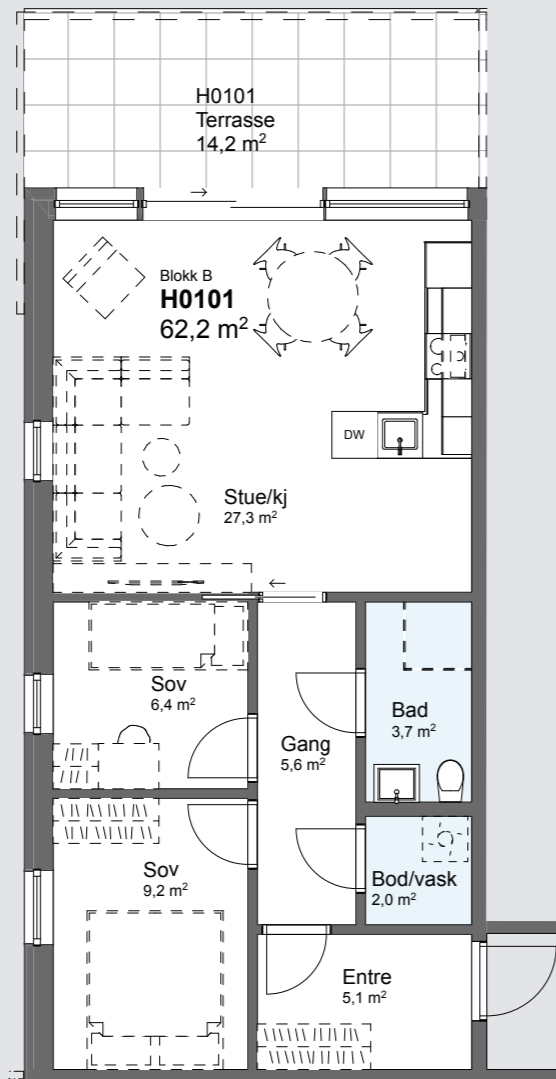 H0101
Terrasse
14,2 m²
Blokk B
H0101
62,2 m²
DW
Stue/kj
27,3 m²
Sov
6,4 m²
Gang
5,6 m²
Bad
3,7 m²
Sov
9,2 m²
Bod/vask
2,0 m²
Entre
5,1 m²